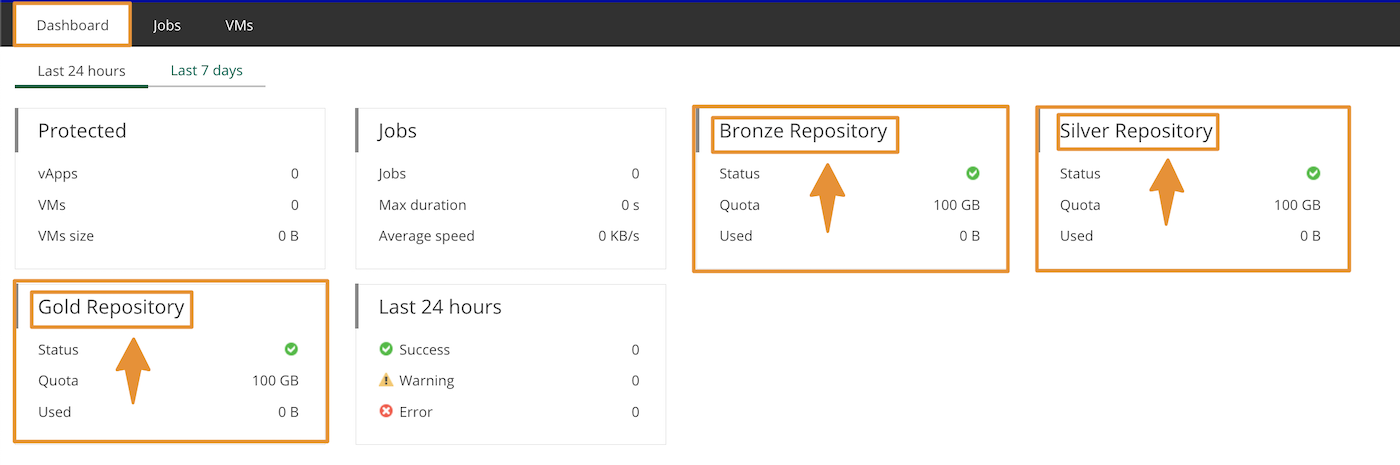 Dashboard Jobs VMs
Last 24 hours Last 7 days
Protected
vApps 0
VMs 0
VMs size 0 B
Jobs
Jobs 0
Max duration 0 s
Average speed 0 KB/s
Bronze Repository
Status
Quota 100 GB
Used 0 B
Silver Repository
Status
Quota 100 GB
Used 0 B
Gold Repository
Status
Quota 100 GB
Used 0 B
Last 24 hours
Success 0
Warning 0
Error 0